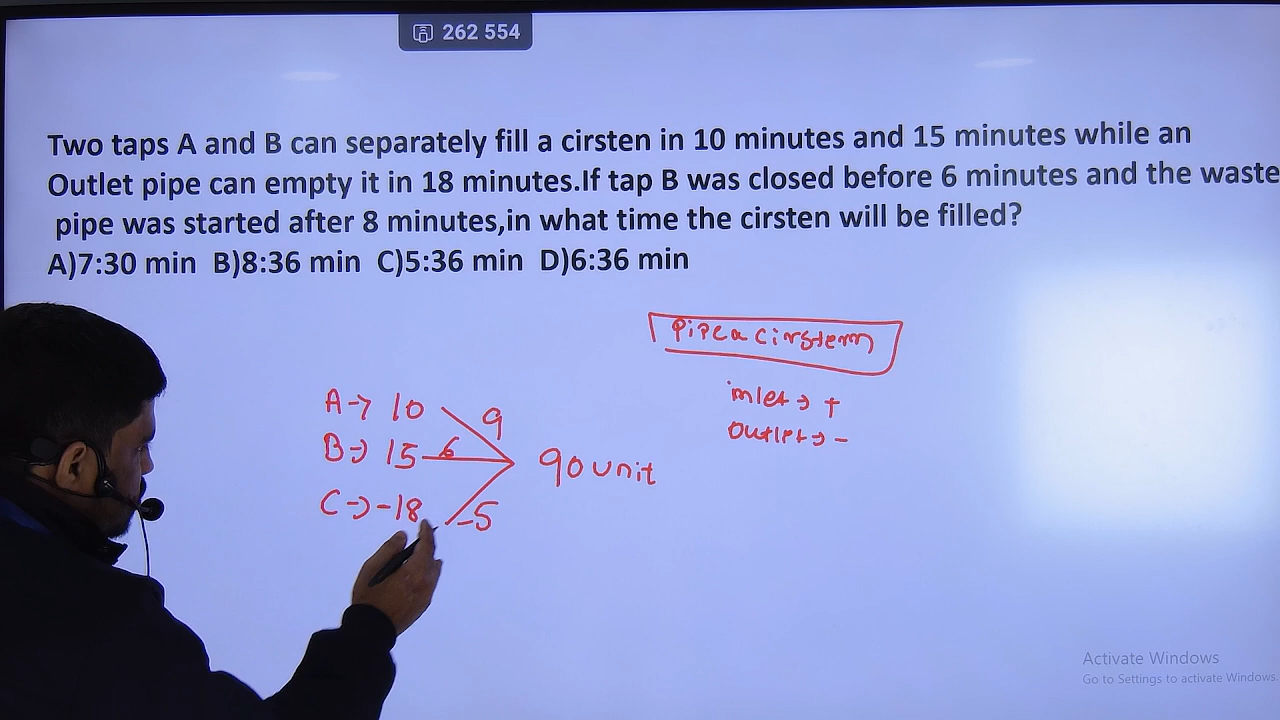 262 554
Two taps A and B can separately fill a cirsten in 10 minutes and 15 minutes while an
Outlet pipe can empty it in 18 minutes.If tap B was closed before 6 minutes and the waste
pipe was started after 8 minutes,in what time the cirsten will be filled?
A)7:30 min B)8:36 min C)5:36 min D)6:36 min
Pipe a cirstern
inlet → +
outlet → -
A → 10 9
B → 15 6 90 unit
C → -18 -5
Activate Windows
Go to Settings to activate Windows.